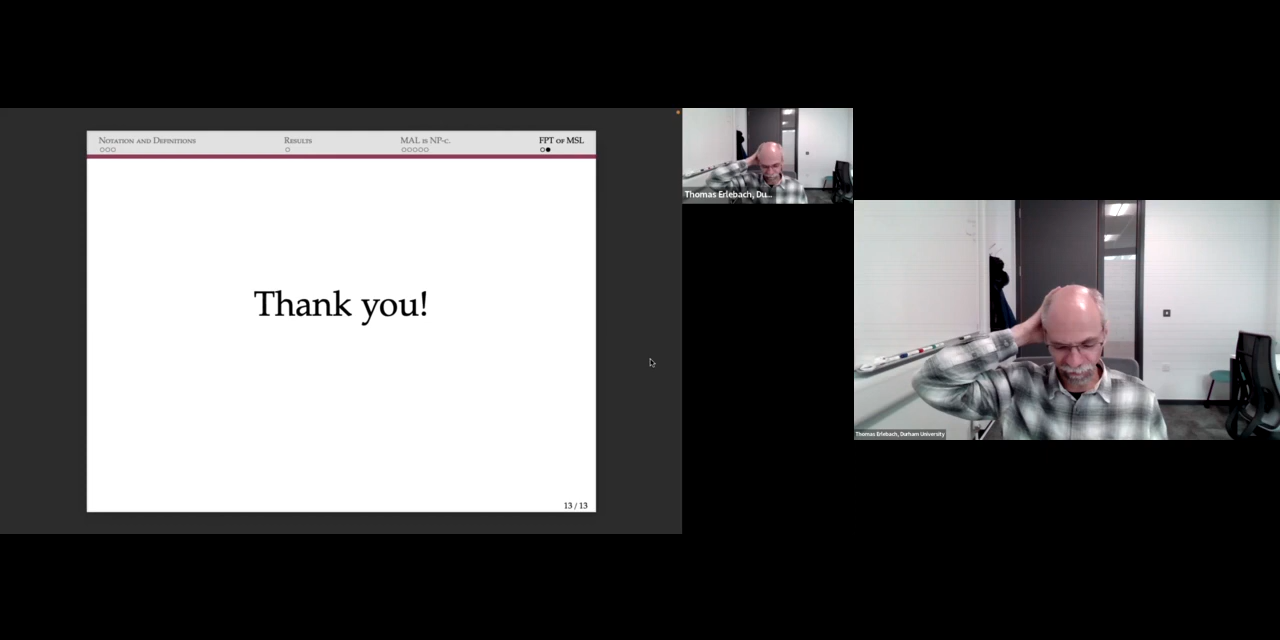 Notation and Definitions
Results
MAL is NP-c.
FPT of MSL
Thank you!
13 / 13
Thomas Erlebach, Du...
Thomas Erlebach, Durham University